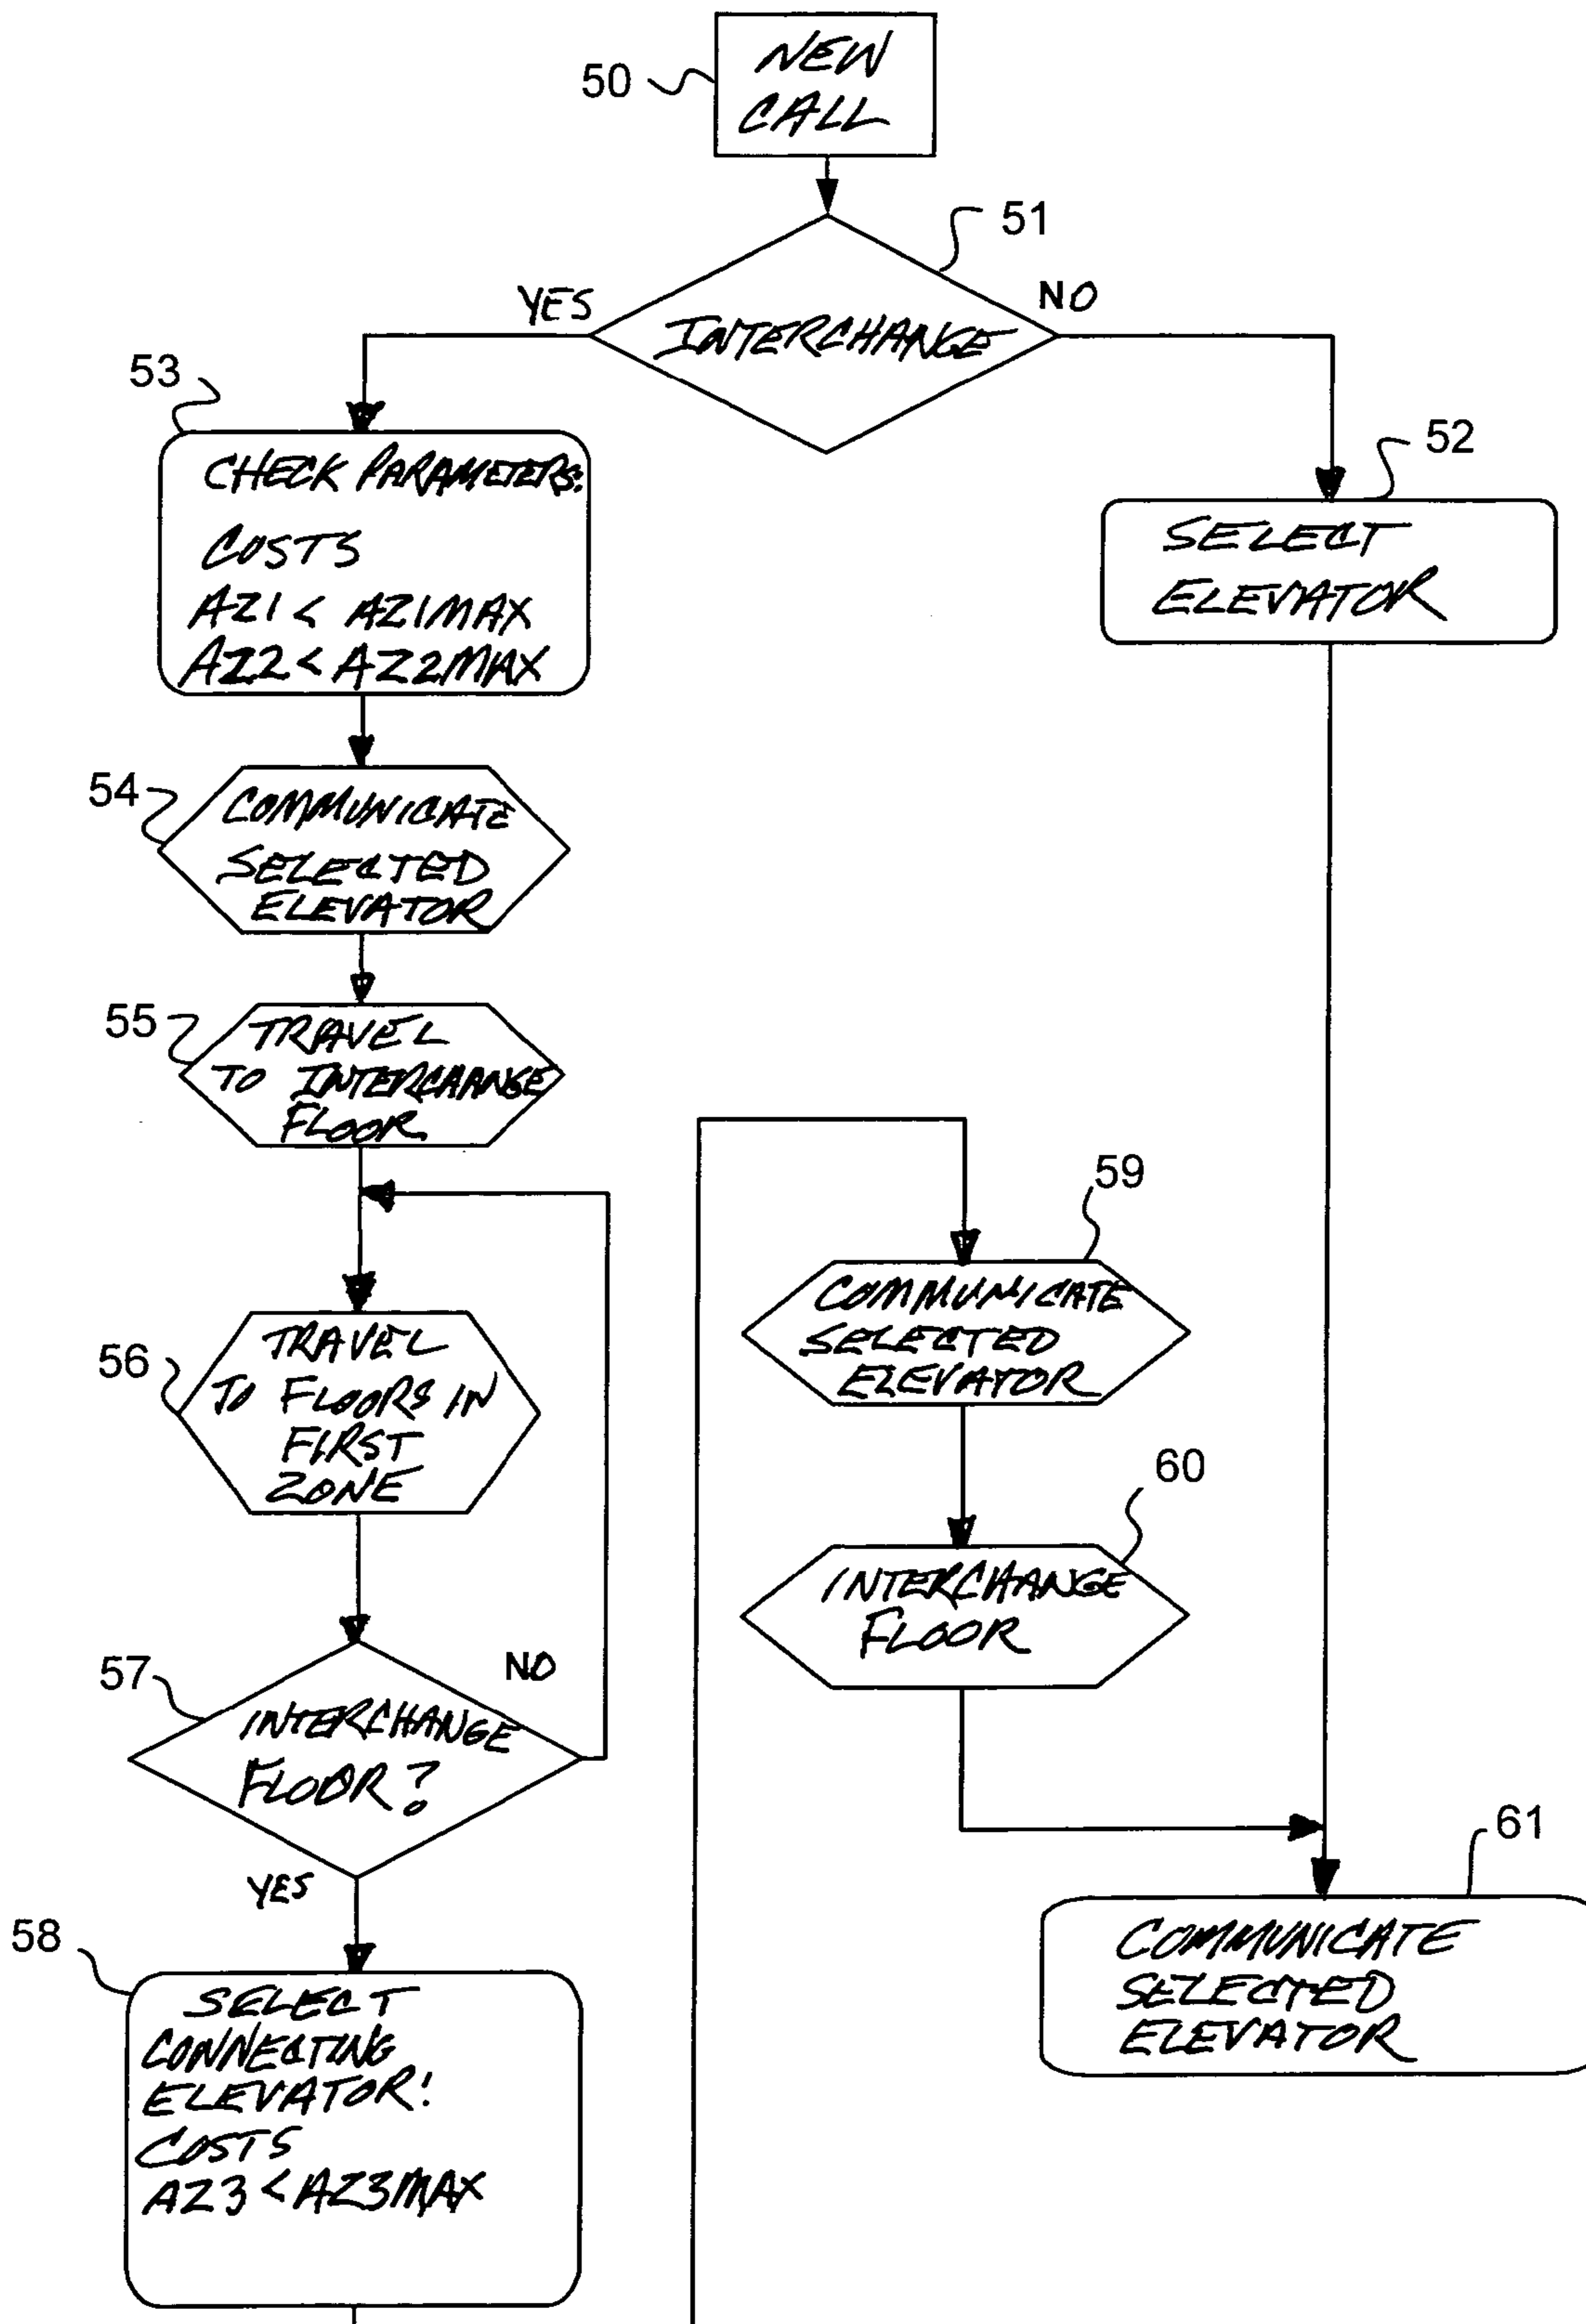 50
NEW
CALL
51
YES
NO
INTERCHANGE
53
CHECK PARAMETERS:
COSTS
AZ1 < AZ1MAX
AZ2 < AZ2MAX
52
SELECT
ELEVATOR
54
COMMUNICATE
SELECTED
ELEVATOR
55
TRAVEL
TO INTERCHANGE
FLOOR
56
TRAVEL
TO FLOORS IN
FIRST
ZONE
57
NO
INTERCHANGE
FLOOR?
YES
58
SELECT
CONNECTING
ELEVATOR:
COSTS
AZ3 < AZ3MAX
59
COMMUNICATE
SELECTED
ELEVATOR
60
INTERCHANGE
FLOOR
61
COMMUNICATE
SELECTED
ELEVATOR